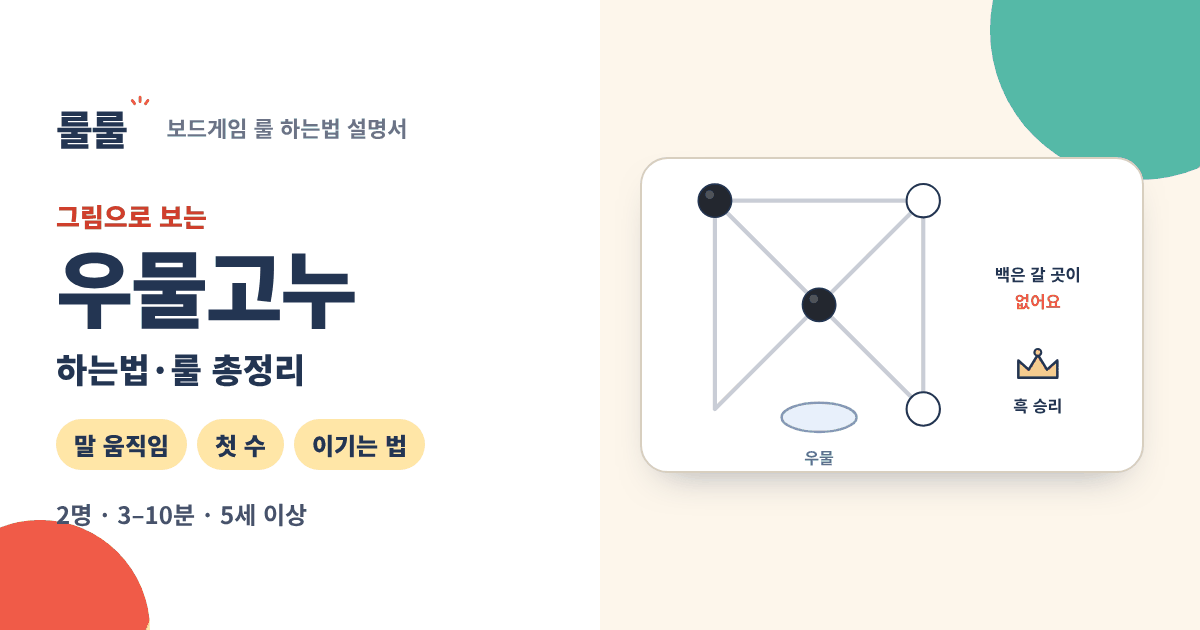 룰룰
보드게임 룰 하는법 설명서
그림으로 보는
우물고누
하는법·룰 총정리
말 움직임
첫 수
이기는 법
2명 · 3–10분 · 5세 이상
백은 갈 곳이
없어요
흑 승리
우물